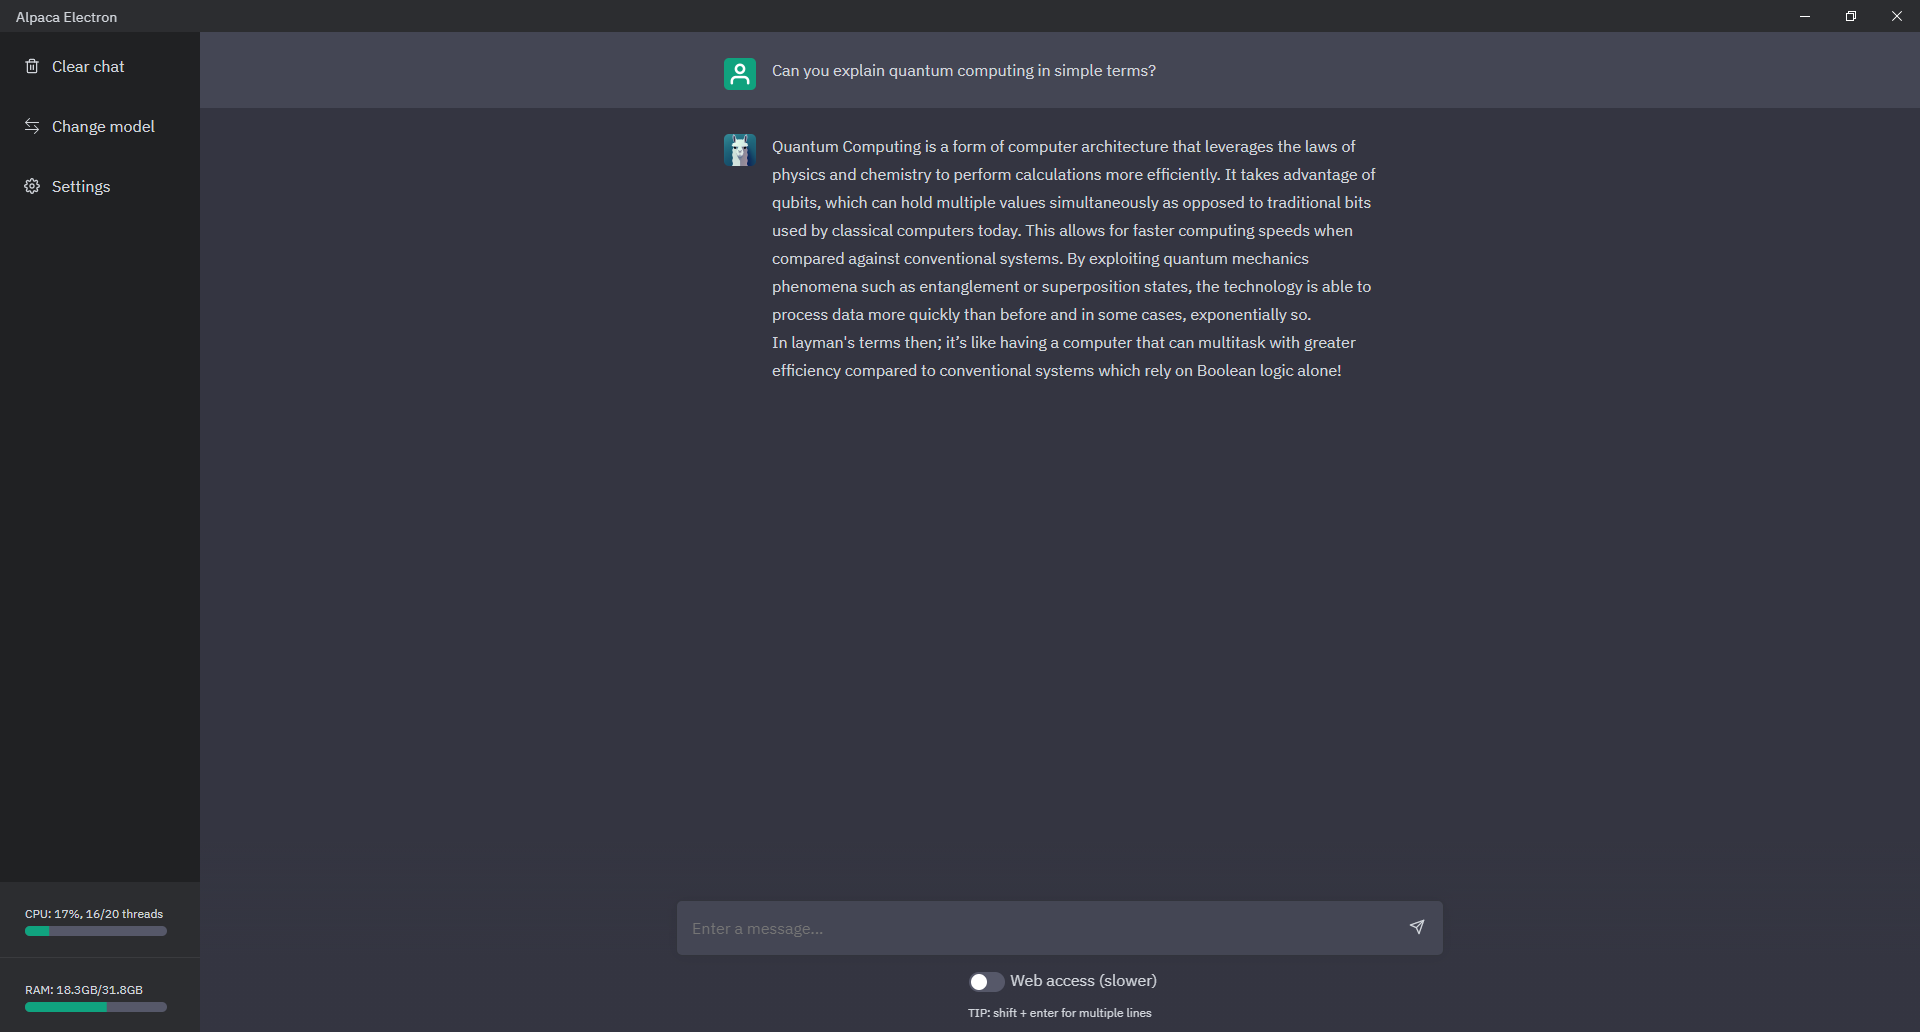 Alpaca Electron
Clear chat
Change model
Settings
Can you explain quantum computing in simple terms?
Quantum Computing is a form of computer architecture that leverages the laws of
physics and chemistry to perform calculations more efficiently. It takes advantage of
qubits, which can hold multiple values simultaneously as opposed to traditional bits
used by classical computers today. This allows for faster computing speeds when
compared against conventional systems. By exploiting quantum mechanics
phenomena such as entanglement or superposition states, the technology is able to
process data more quickly than before and in some cases, exponentially so.
In layman's terms then; it’s like having a computer that can multitask with greater
efficiency compared to conventional systems which rely on Boolean logic alone!
CPU: 17%, 16/20 threads
RAM: 18.3GB/31.8GB
Enter a message...
Web access (slower)
TIP: shift + enter for multiple lines